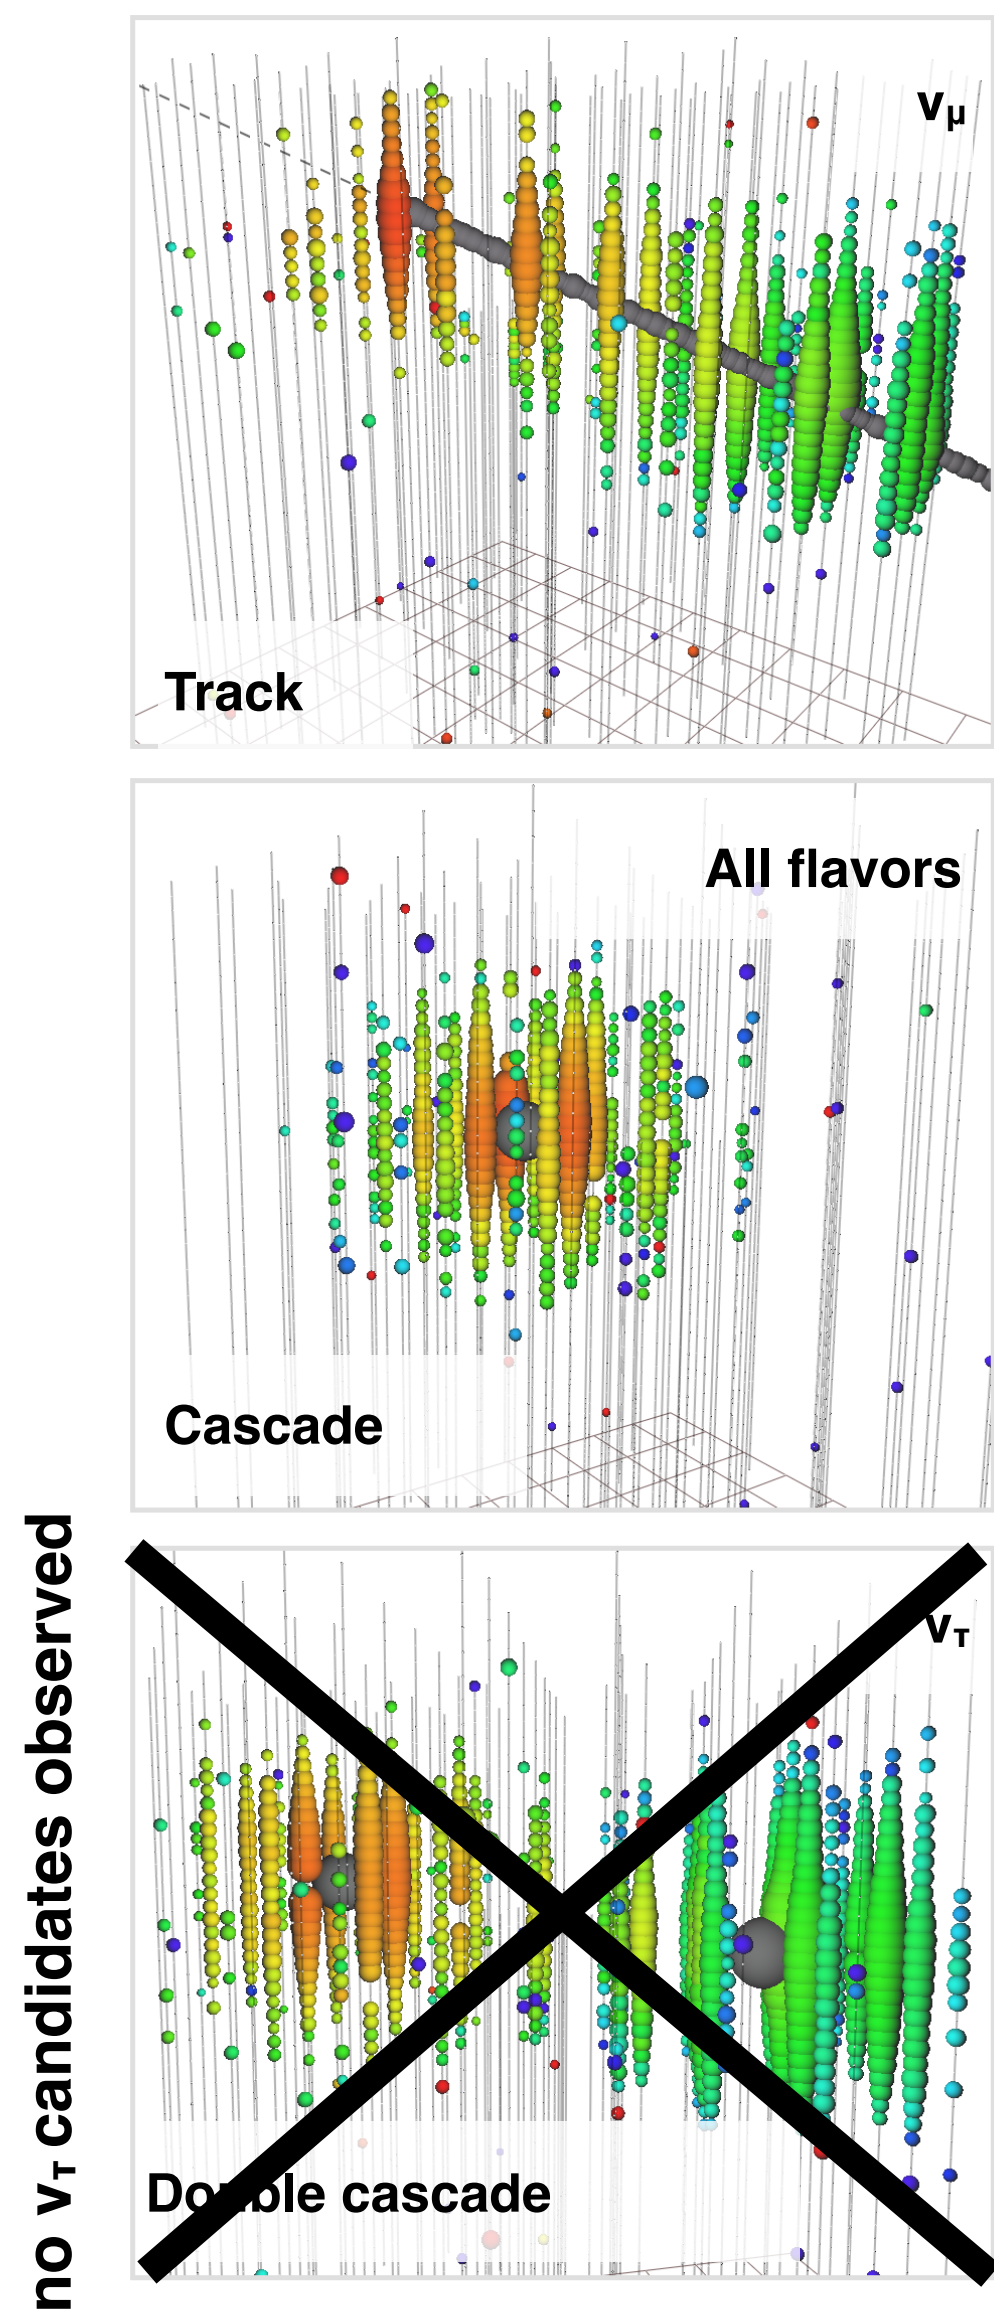 νμ
Track
All flavors
Cascade
no ντ candidates observed
ντ
Double cascade